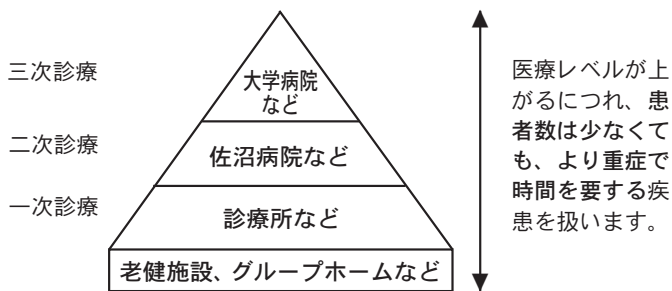 三次診療
大学病院
など
二次診療
佐沼病院など
一次診療
診療所など
老健施設、グループホームなど
医療レベルが上
がるにつれ、患
者数は少なくて
も、より重症で
時間を要する疾
患を扱います。